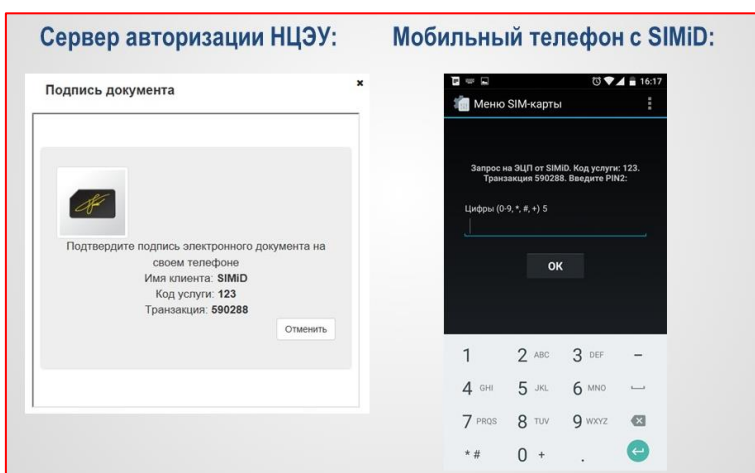 Сервер авторизации НЦЭУ:
Мобильный телефон с SIMiD:
Подпись документа
Подтвердите подпись электронного документа на
своем телефоне
Имя клиента: SIMiD
Код услуги: 123
Транзакция: 590288
Отменить
16:17
Меню SIM-карты
Запрос на ЭЦП от SIMiD. Код услуги: 123.
Транзакция 590288. Введите PIN2:
Цифры (0-9, *, #, +) 5
ОК
1 2 ABC 3 DEF –
4 GHI 5 JKL 6 MNO
7 PRQS 8 TUV 9 WXYZ
* # 0 + .